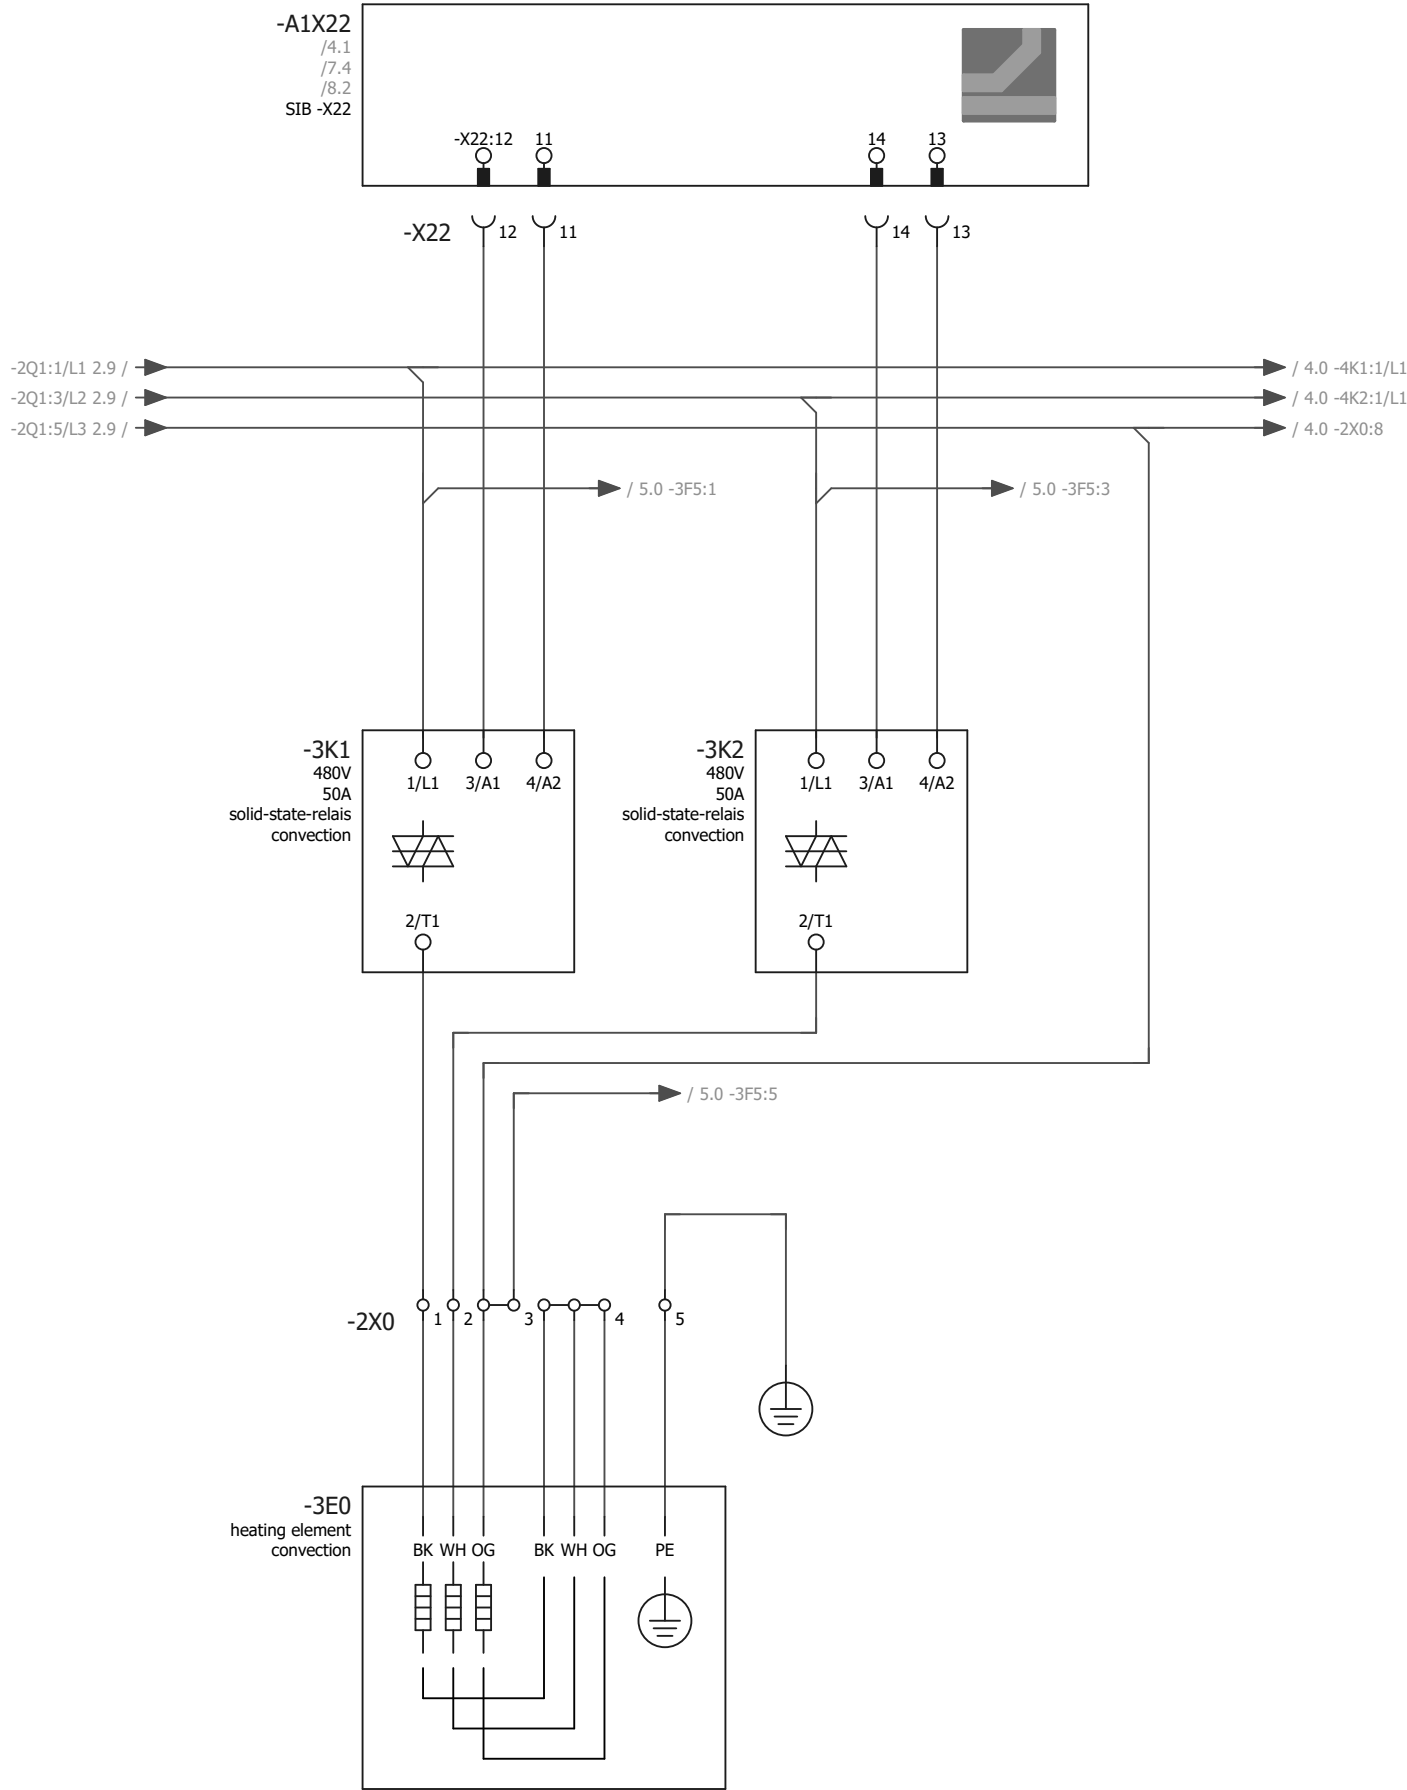 -A1X22
/4.1
/7.4
/8.2
SIB -X22
-X22:12 11 14 13
-X22 12 11 14 13
-2Q1:1/L1 2.9 / / 4.0 -4K1:1/L1
-2Q1:3/L2 2.9 / / 4.0 -4K2:1/L1
-2Q1:5/L3 2.9 / / 4.0 -2X0:8
/ 5.0 -3F5:1 / 5.0 -3F5:3
-3K1
480V
50A
solid-state-relais
convection
1/L1 3/A1 4/A2
2/T1
-3K2
480V
50A
solid-state-relais
convection
1/L1 3/A1 4/A2
2/T1
/ 5.0 -3F5:5
-2X0 1 2 3 4 5
-3E0
heating element
convection
BK WH OG BK WH OG PE